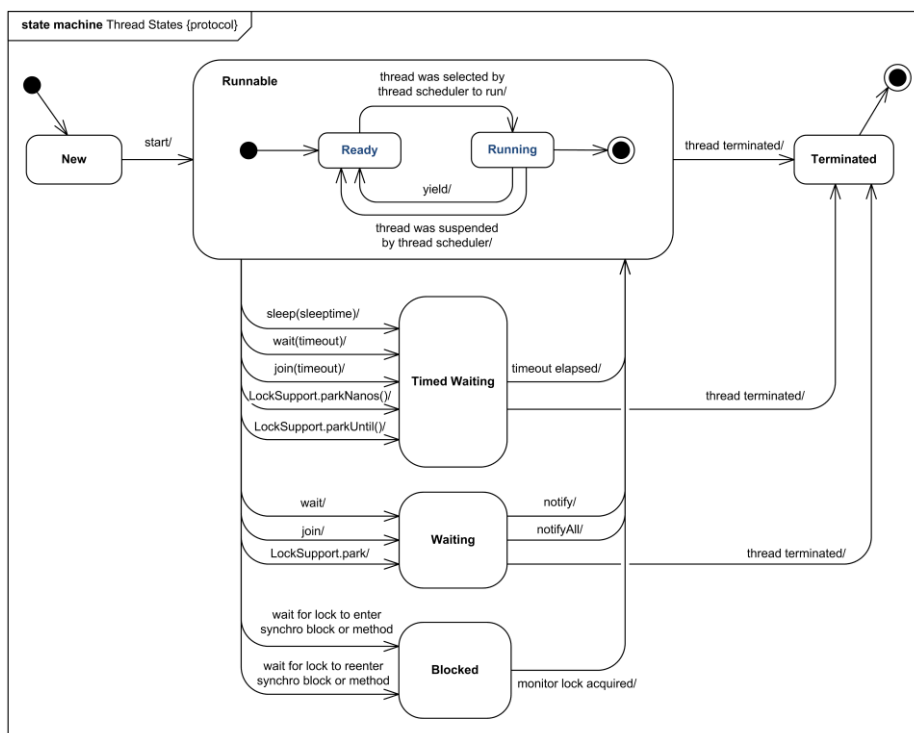 state machine Thread States {protocol}
Runnable
thread was selected by
thread scheduler to run/
New
start/
Ready
Running
yield/
thread was suspended
by thread scheduler/
thread terminated/
Terminated
sleep(sleeptime)/
wait(timeout)/
join(timeout)/
LockSupport.parkNanos()/
LockSupport.parkUntil()/
Timed Waiting
timeout elapsed/
thread terminated/
wait/
join/
LockSupport.park/
Waiting
notify/
notifyAll/
thread terminated/
wait for lock to enter
synchro block or method
wait for lock to reenter
synchro block or method
Blocked
monitor lock acquired/